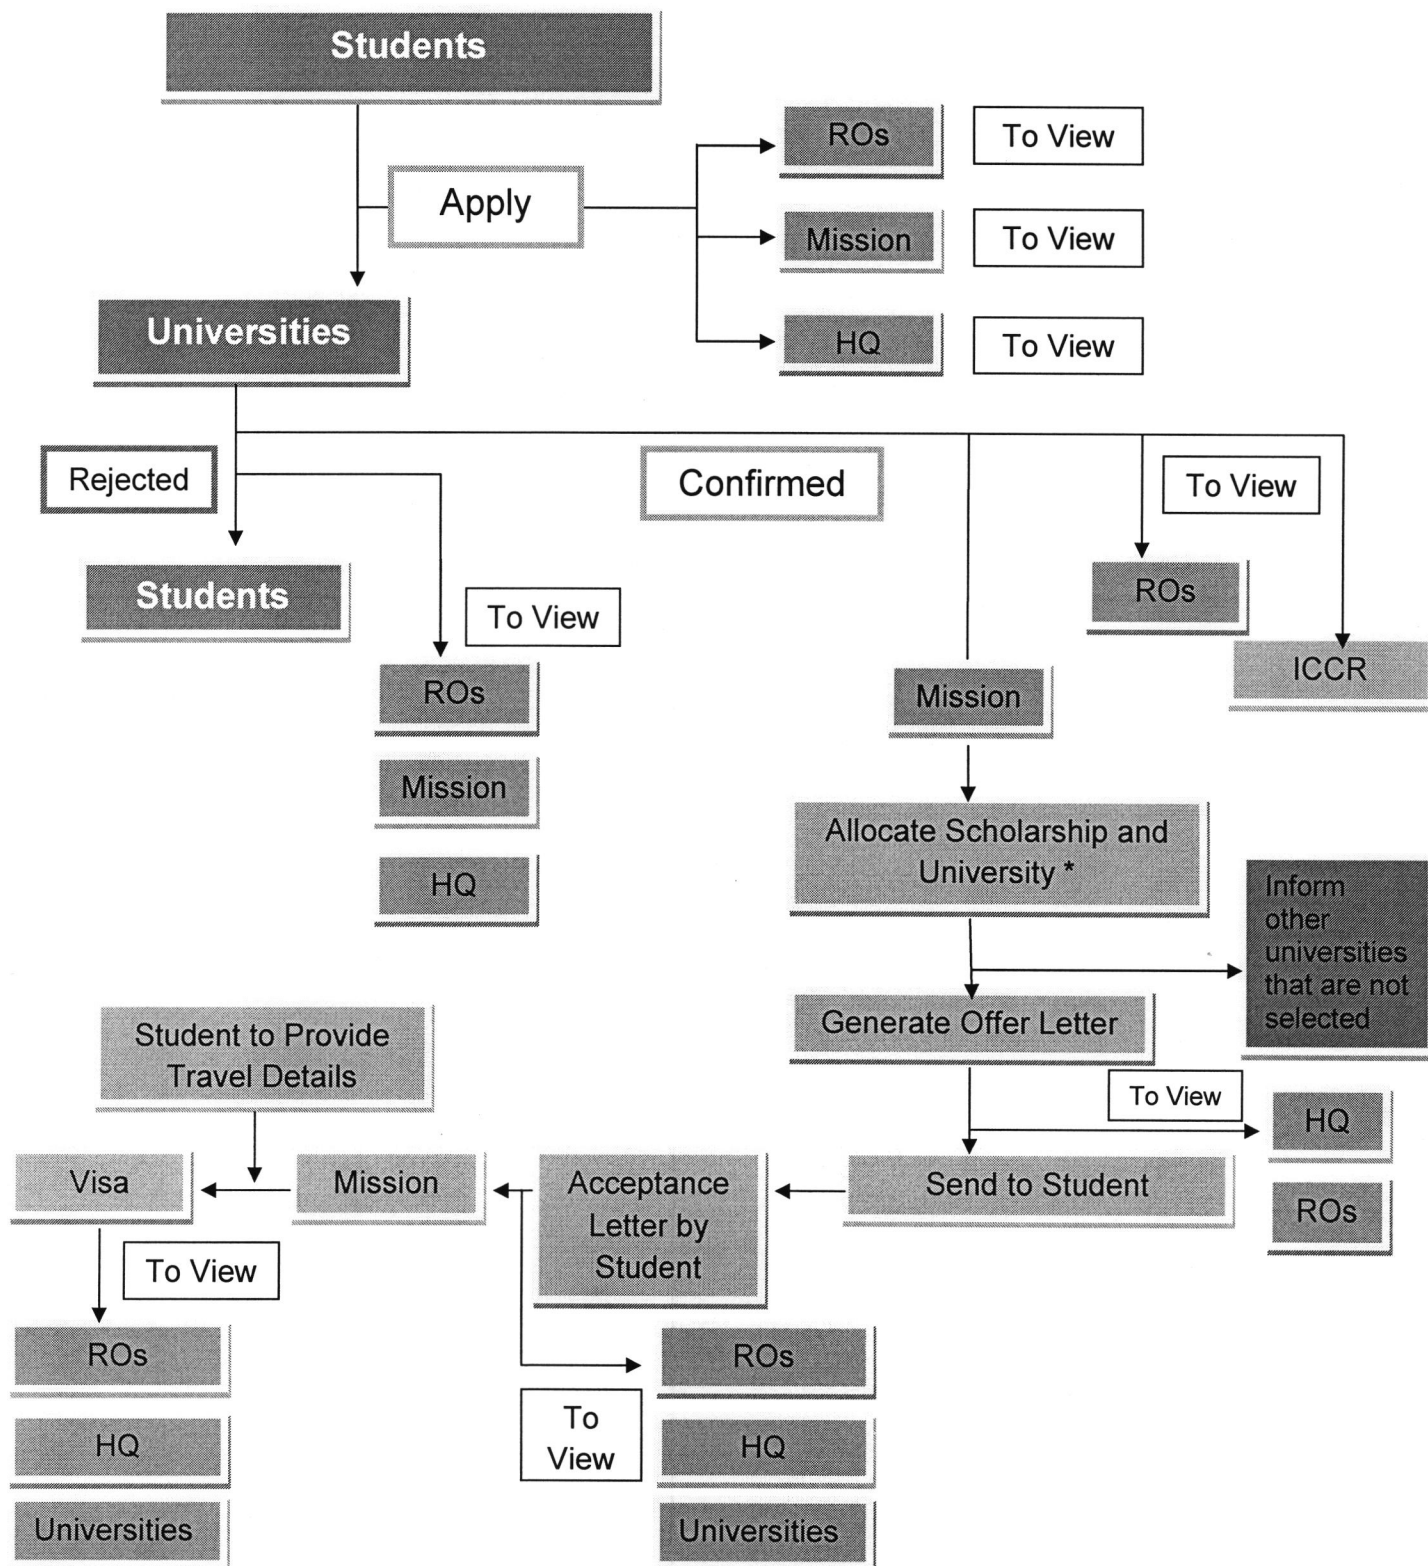 Students
ROs
To View
Apply
Mission
To View
Universities
HQ
To View
Rejected
Confirmed
To View
Students
To View
ROs
ROs
ICCR
Mission
Mission
HQ
Allocate Scholarship and
University *
Inform
other
universities
that are not
selected
Generate Offer Letter
Student to Provide
Travel Details
To View
HQ
Visa
Mission
Acceptance
Letter by
Student
Send to Student
ROs
To View
ROs
ROs
To
View
HQ
HQ
Universities
Universities